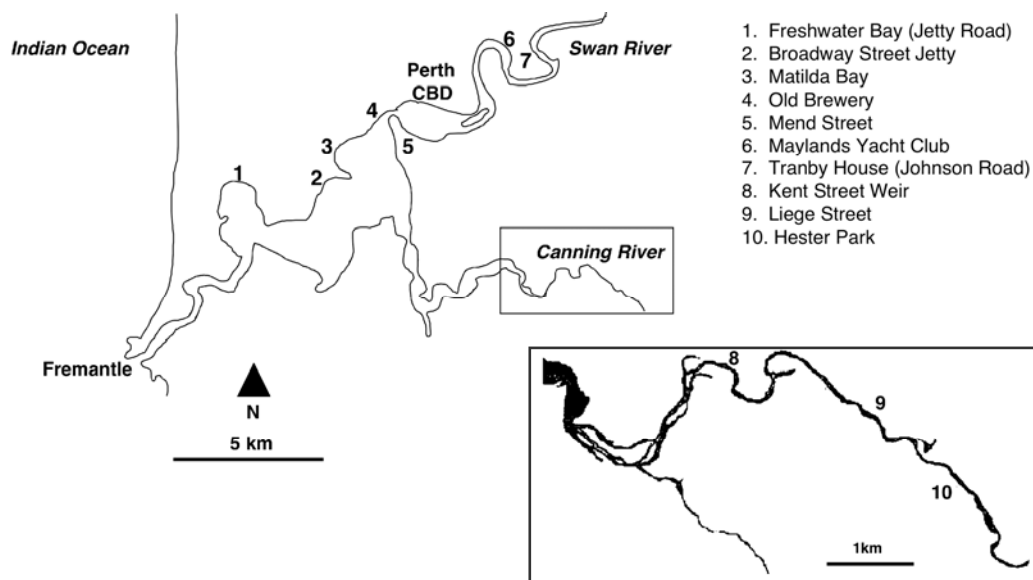 Indian Ocean
6
Swan River
7
Perth
CBD
4
3
5
2
1
Canning River
Fremantle
N
5 km
1. Freshwater Bay (Jetty Road)
2. Broadway Street Jetty
3. Matilda Bay
4. Old Brewery
5. Mend Street
6. Maylands Yacht Club
7. Tranby House (Johnson Road)
8. Kent Street Weir
9. Liege Street
10. Hester Park
8
9
10
1km